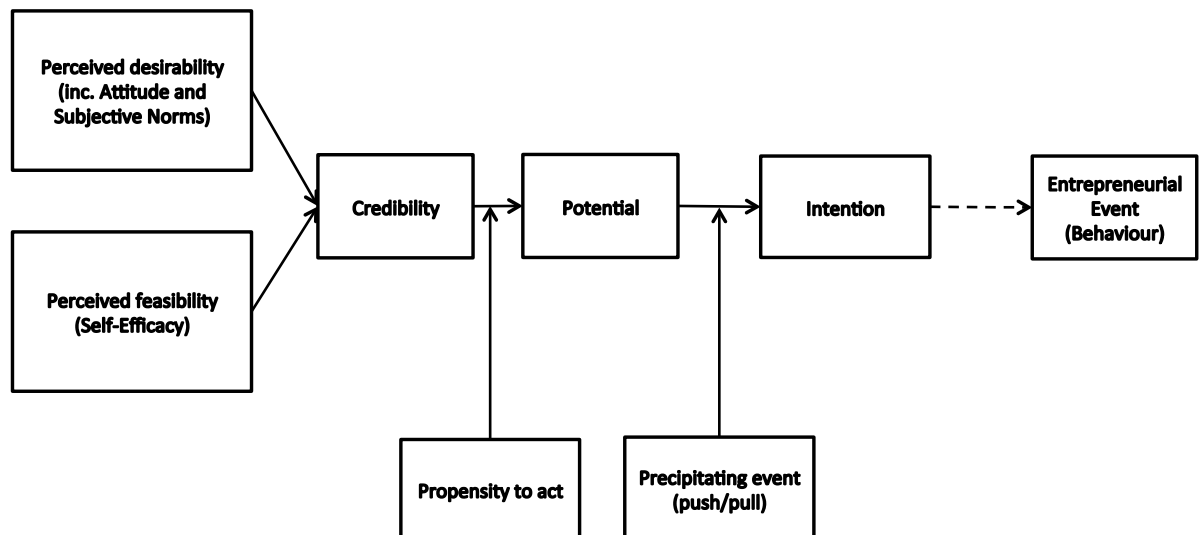 Perceived desirability
(inc. Attitude and
Subjective Norms)
Perceived feasibility
(Self-Efficacy)
Credibility
Potential
Intention
Entrepreneurial
Event
(Behaviour)
Propensity to act
Precipitating event
(push/pull)